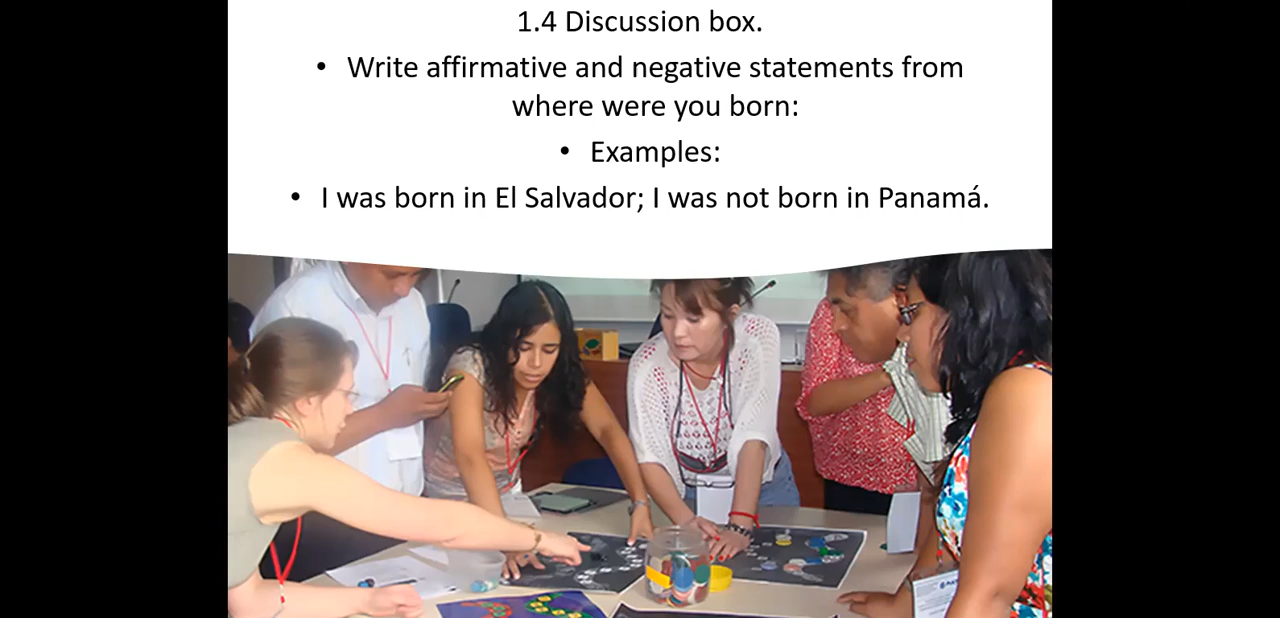 1.4 Discussion box.
• Write affirmative and negative statements from
where were you born:
• Examples:
• I was born in El Salvador; I was not born in Panamá.